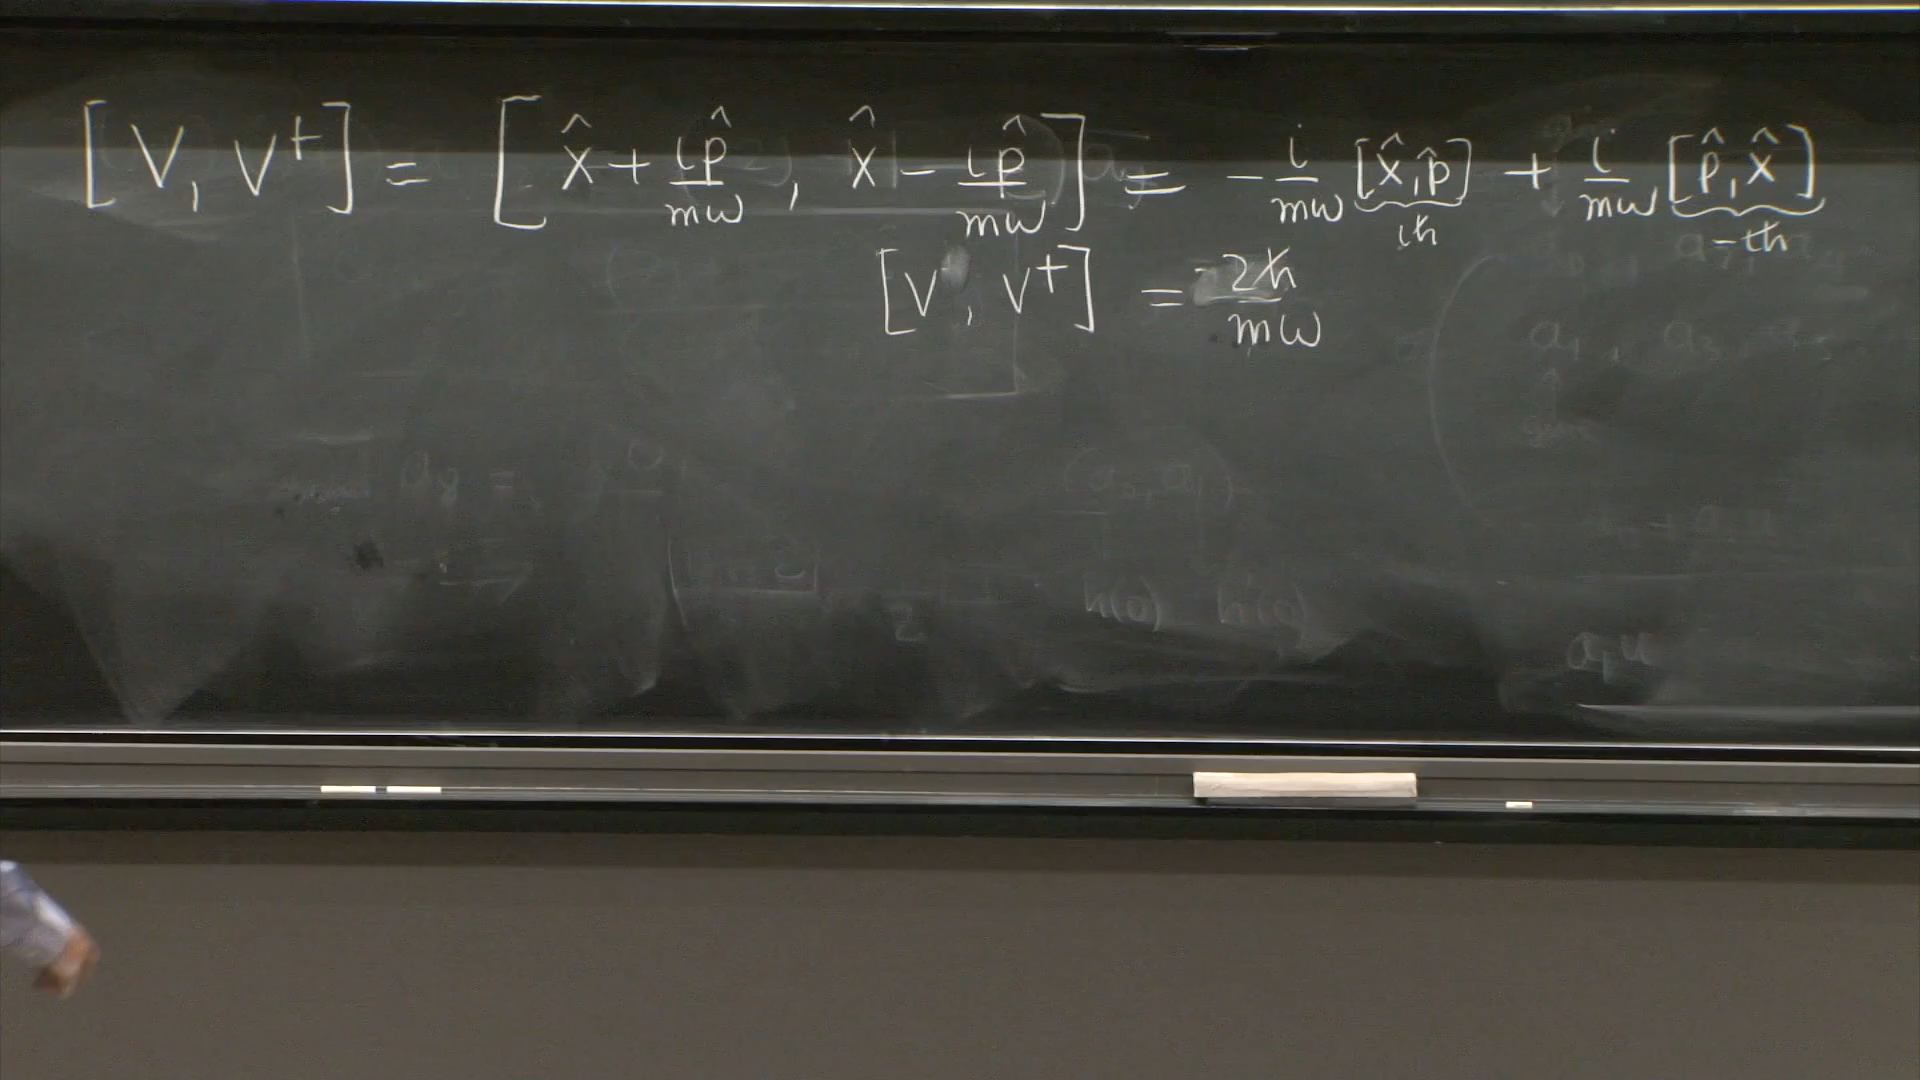 [V, V†] = [x̂ + ip̂/mω, x̂ - ip̂/mω] = - i/mω [x̂, p̂] + i/mω [p̂, x̂]
iħ -iħ
[V, V†] = 2ħ/mω